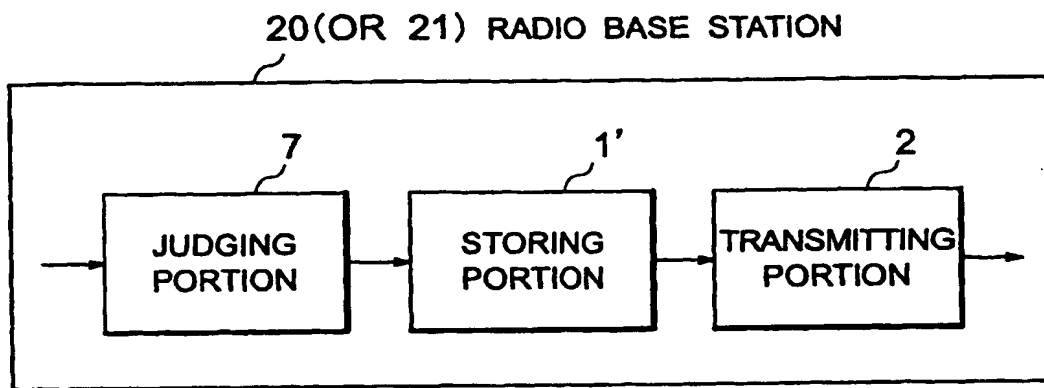 20(OR 21) RADIO BASE STATION
7
1'
2
JUDGING
PORTION
STORING
PORTION
TRANSMITTING
PORTION